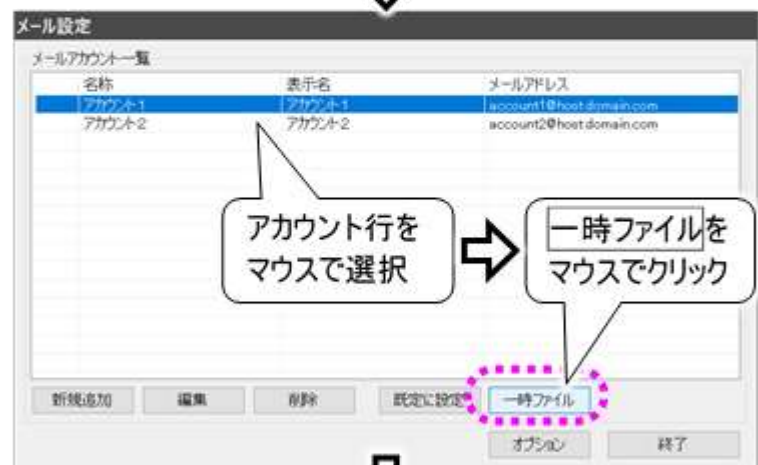 メール設定
メールアカウント一覧
名称 表示名 メールアドレス
アカウント1 アカウント1 account1@host.domain.com
アカウント2 アカウント2 account2@host.domain.com
アカウント行を
マウスで選択
一時ファイルを
マウスでクリック
新規追加 編集 削除 既定に設定 一時ファイル
オプション 終了